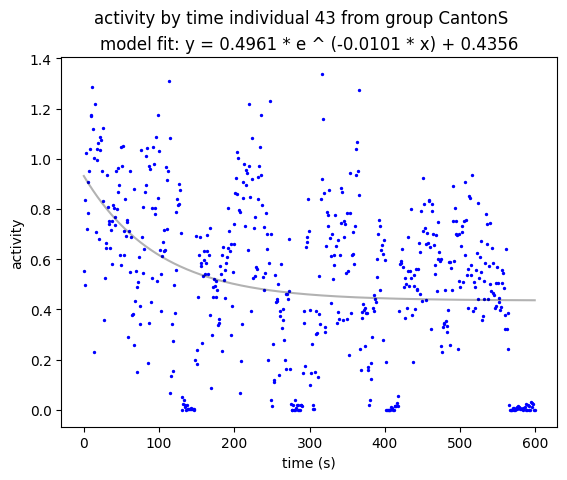 activity by time individual 43 from group CantonS
model fit: y = 0.4961 * e ^ (-0.0101 * x) + 0.4356
1.4
1.2
1.0
0.8
0.6
0.4
0.2
0.0
activity
0 100 200 300 400 500 600
time (s)